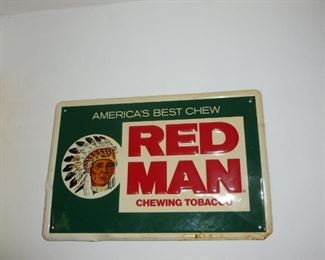 AMERICA'S BEST CHEW
RED
MAN
CHEWING TOBACCO